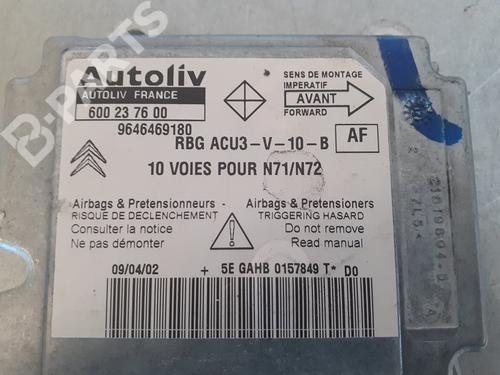 B-PARTS
Autoliv
AUTOLIV FRANCE
600 23 76 00
9646469180
SENS DE MONTAGE
IMPERATIF
AVANT
FORWARD
RBG ACU3-V-10-B
AF
10 VOIES POUR N71/N72
Airbags & Pretensionneurs
RISQUE DE DECLENCHEMENT
Consulter la notice
Ne pas démonter
Airbags & Pretensioners
TRIGGERING HASARD
Do not remove
Read manual
09/04/02
+ 5E GAHB 0157849 T* D0